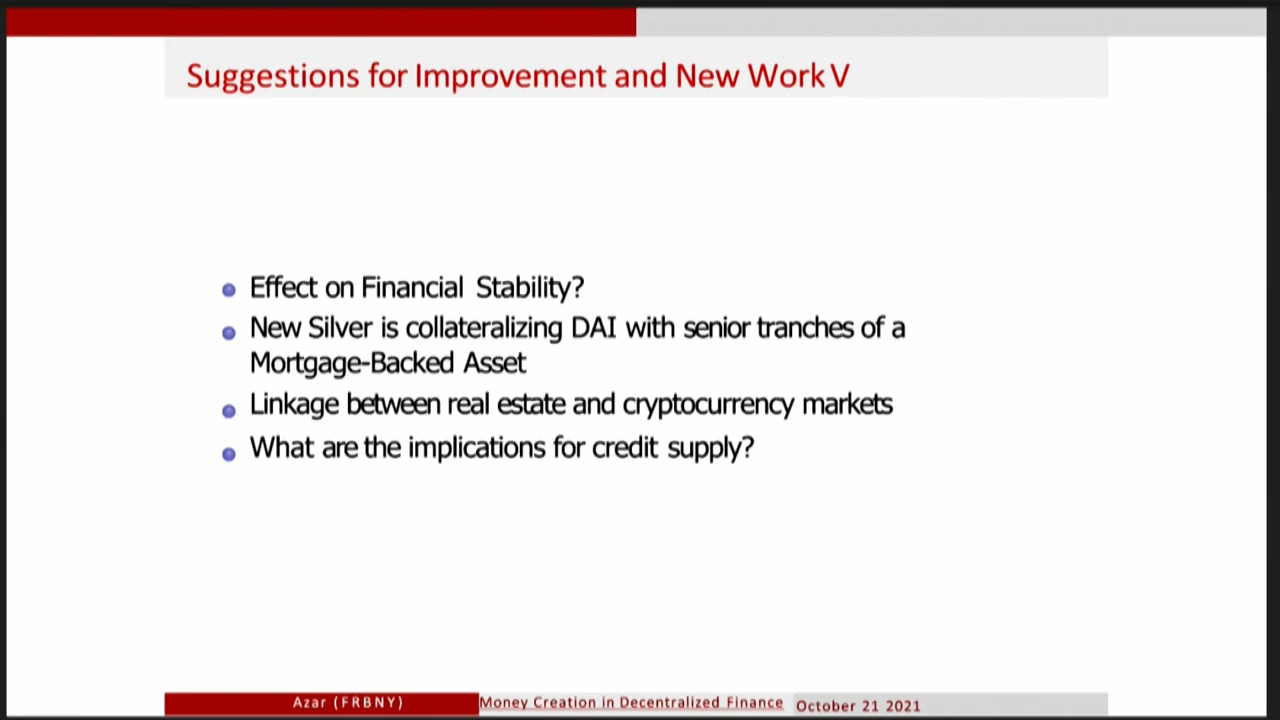 Suggestions for Improvement and New Work V
Effect on Financial Stability?
New Silver is collateralizing DAI with senior tranches of a
Mortgage-Backed Asset
Linkage between real estate and cryptocurrency markets
What are the implications for credit supply?
Azar (FRBNY) Money Creation in Decentralized Finance October 21 2021